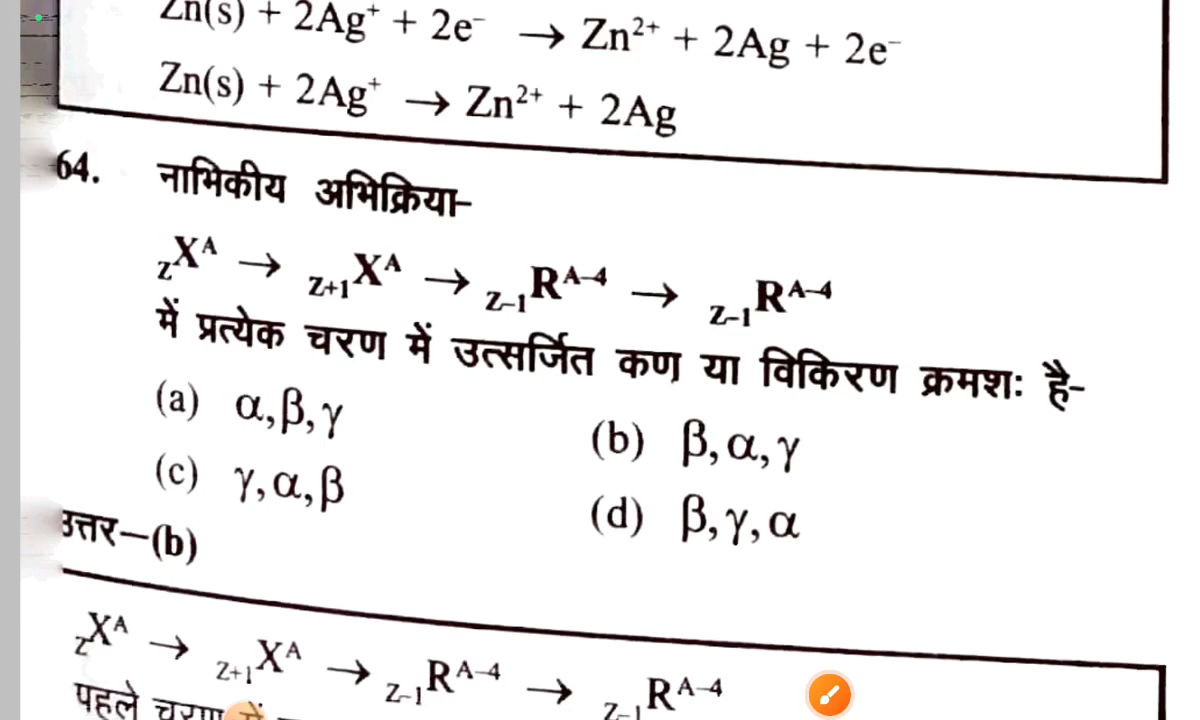 Zn(s) + 2Ag⁺ + 2e⁻ → Zn²⁺ + 2Ag + 2e⁻
Zn(s) + 2Ag⁺ → Zn²⁺ + 2Ag
64. नाभिकीय अभिक्रिया-
zXᴬ → z+1Xᴬ → z-1Rᴬ⁻⁴ → z-1Rᴬ⁻⁴
में प्रत्येक चरण में उत्सर्जित कण या विकिरण क्रमशः है-
(a) α, β, γ (b) β, α, γ
(c) γ, α, β (d) β, γ, α
उत्तर—(b)
zXᴬ → z+1Xᴬ → z-1Rᴬ⁻⁴ → z-1Rᴬ⁻⁴
पहले चरण में